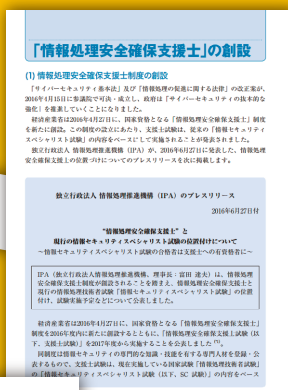 「情報処理安全確保支援士」の創設
(1) 情報処理安全確保支援士制度の創設
「サイバーセキュリティ基本法」及び「情報処理の促進に関する法律」の改正案が、
2016年4月15日に参議院で可決・成立し、政府は「サイバーセキュリティの抜本的な
強化」を推進していくことになりました。
経済産業省は2016年4月27日に、国家資格となる「情報処理安全確保支援士」制度
を新たに創設。この制度の設立にあたり、支援士試験は、従来の「情報セキュリティ
スペシャリスト試験」の内容をベースにして実施されることが発表されました。
独立行政法人 情報処理推進機構（IPA）が、2016年6月27日に発表した、情報処理
安全確保支援士の位置づけについてのプレスリリースを次に掲載します。
独立行政法人 情報処理推進機構（IPA）のプレスリリース
2016年6月27日付
“情報処理安全確保支援士”と
現行の情報セキュリティスペシャリスト試験の位置付けについて
～情報セキュリティスペシャリスト試験の合格者は支援士への有資格者に～
IPA（独立行政法人情報処理推進機構、理事長：富田 達夫）は、情報処理
安全確保支援士制度が創設されることを踏まえ、情報処理安全確保支援士と
現行の情報処理技術者試験「情報セキュリティスペシャリスト試験」の位置
付け、試験実施予定などについて公表しました。
経済産業省は2016年4月27日に、国家資格となる「情報処理安全確保支援士」
制度を2016年度内に新たに創設するとともに、「情報処理安全確保支援士試験（以
下、支援士試験）」を2017年度から実施することを公表しました
同制度は情報セキュリティの専門的な知識・技能を有する専門人材を登録・公
表するもので、支援士試験は、現在実施している国家試験「情報処理技術者試験」
の「情報セキュリティスペシャリスト試験（以下、SC 試験）」の内容をベース